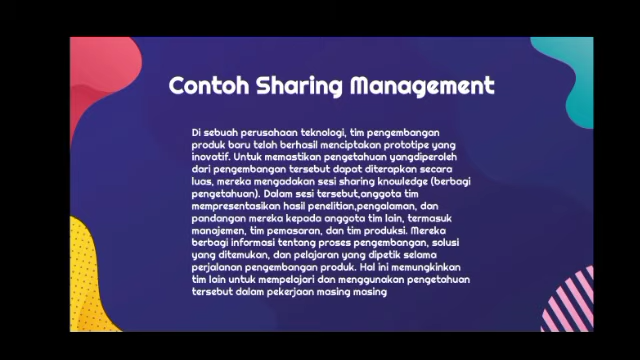 Contoh Sharing Management
Di sebuah perusahaan teknologi, tim pengembangan
produk baru telah berhasil menciptakan prototipe yang
inovatif. Untuk memastikan pengetahuan yangdiperoleh
dari pengembangan tersebut dapat diterapkan secara
luas, mereka mengadakan sesi sharing knowledge (berbagi
pengetahuan). Dalam sesi tersebut,anggota tim
mempresentasikan hasil penelitian,pengalaman, dan
pandangan mereka kepada anggota tim lain, termasuk
manajemen, tim pemasaran, dan tim produksi. Mereka
berbagi informasi tentang proses pengembangan, solusi
yang ditemukan, dan pelajaran yang dipetik selama
perjalanan pengembangan produk. Hal ini memungkinkan
tim lain untuk mempelajari dan menggunakan pengetahuan
tersebut dalam pekerjaan masing masing